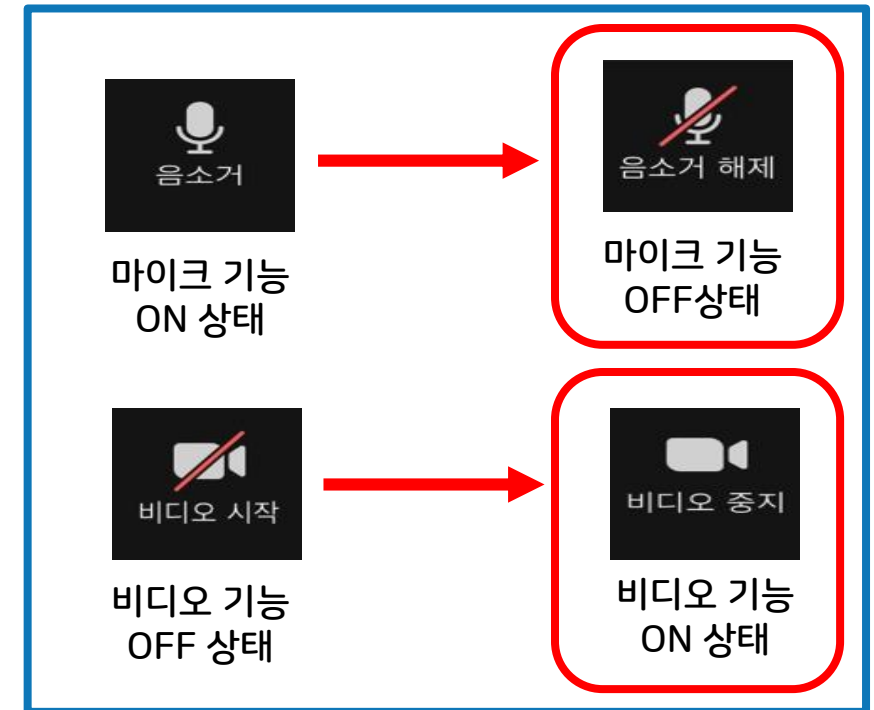 음소거
마이크 기능
ON 상태
음소거 해제
마이크 기능
OFF상태
비디오 시작
비디오 기능
OFF 상태
비디오 중지
비디오 기능
ON 상태